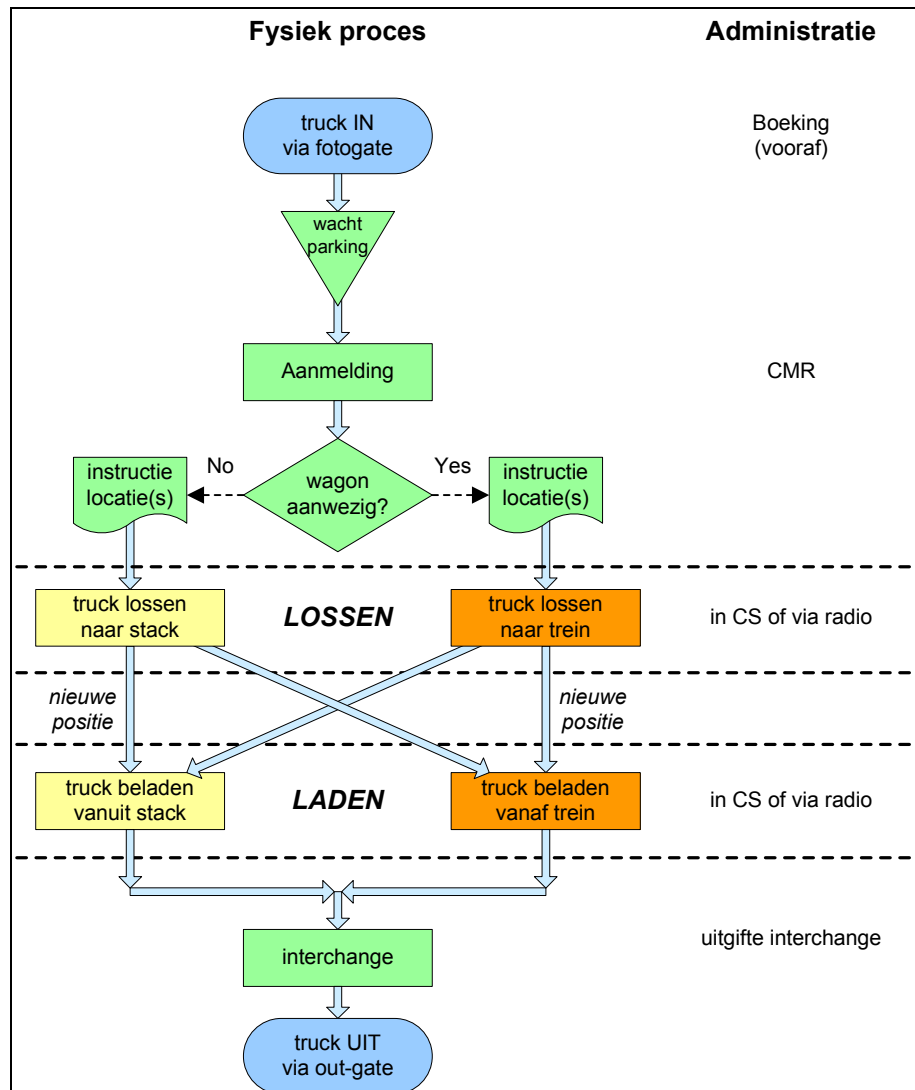 Fysiek proces
Administratie
truck IN
via fotogate
Boeking
(vooraf)
wacht
parking
Aanmelding
CMR
instructie
locatie(s)
No
wagon
aanwezig?
Yes
instructie
locatie(s)
truck lossen
naar stack
LOSSEN
truck lossen
naar trein
in CS of via radio
nieuwe
positie
nieuwe
positie
truck beladen
vanuit stack
LADEN
truck beladen
vanaf trein
in CS of via radio
interchange
uitgifte interchange
truck UIT
via out-gate